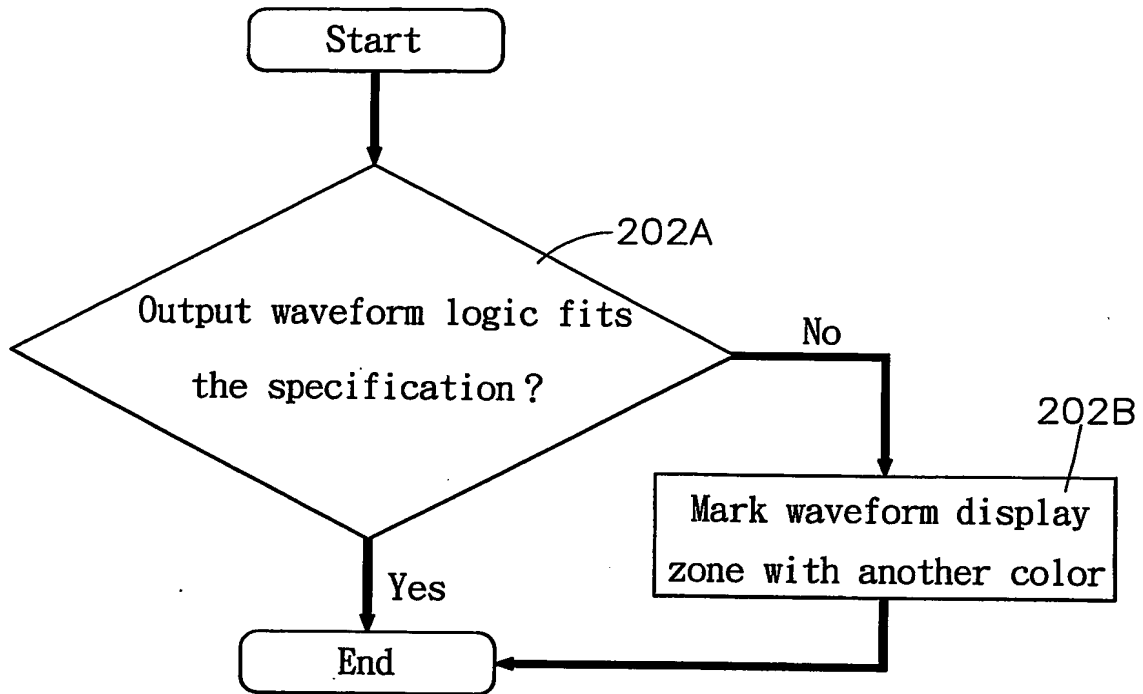 Start
202A
Output waveform logic fits
the specification?
No
202B
Mark waveform display
zone with another color
Yes
End